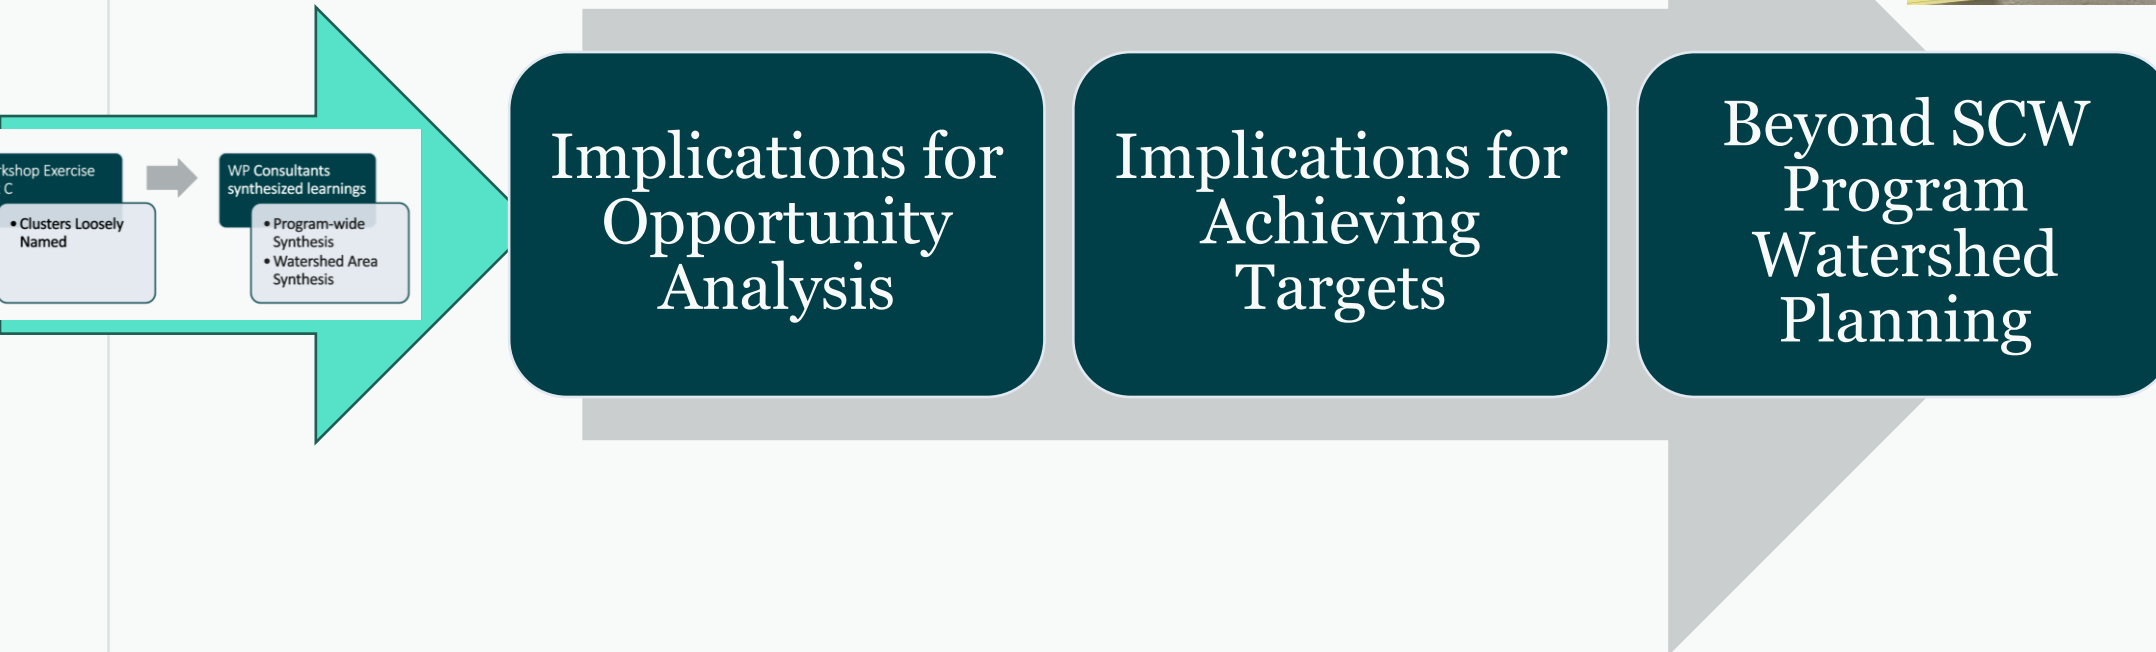 kshop Exercise
C
• Clusters Loosely
Named
WP Consultants
synthesized learnings
• Program-wide
Synthesis
• Watershed Area
Synthesis
Implications for
Opportunity
Analysis
Implications for
Achieving
Targets
Beyond SCW
Program
Watershed
Planning